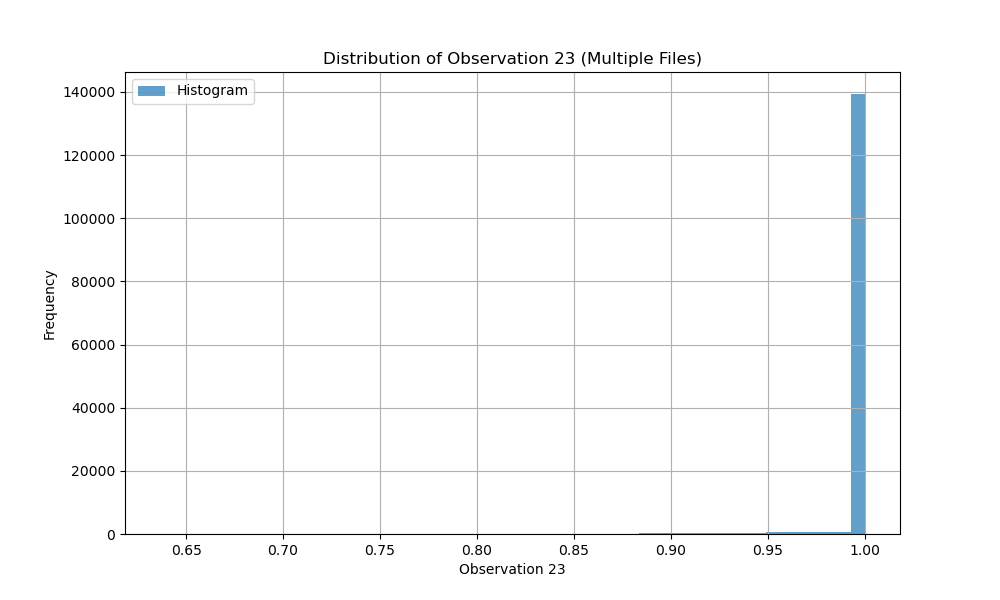 Distribution of Observation 23 (Multiple Files)
Histogram
140000
120000
100000
80000
60000
40000
20000
0
Frequency
0.65 0.70 0.75 0.80 0.85 0.90 0.95 1.00
Observation 23